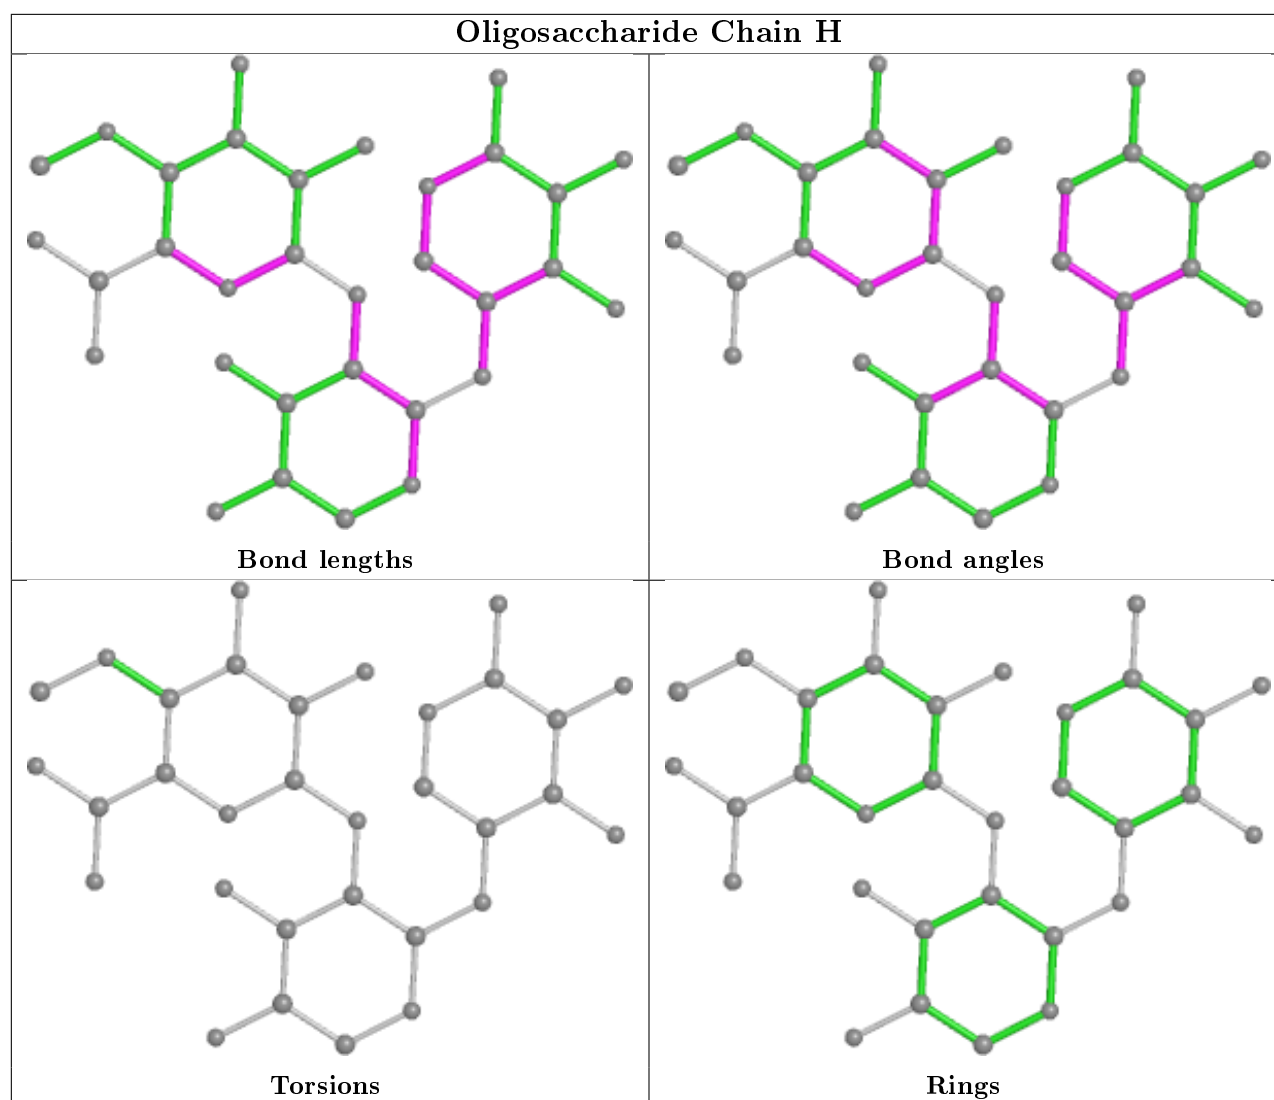 Oligosaccharide Chain H
Bond lengths
Bond angles
Torsions
Rings